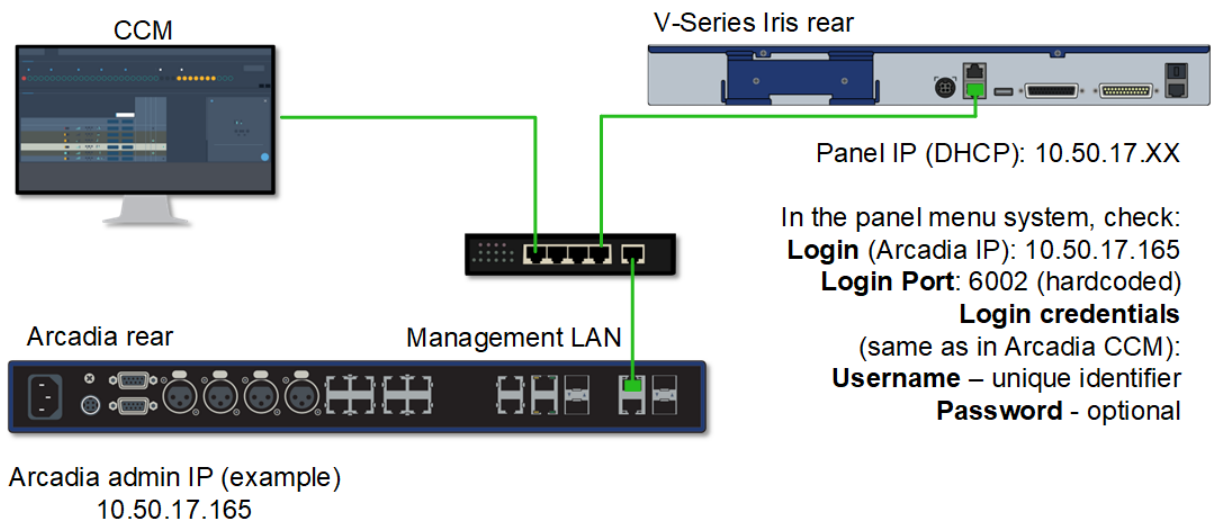 CCM
V-Series Iris rear
Panel IP (DHCP): 10.50.17.XX
In the panel menu system, check:
Login (Arcadia IP): 10.50.17.165
Login Port: 6002 (hardcoded)
Login credentials
(same as in Arcadia CCM):
Username – unique identifier
Password - optional
Arcadia rear
Management LAN
Arcadia admin IP (example)
10.50.17.165